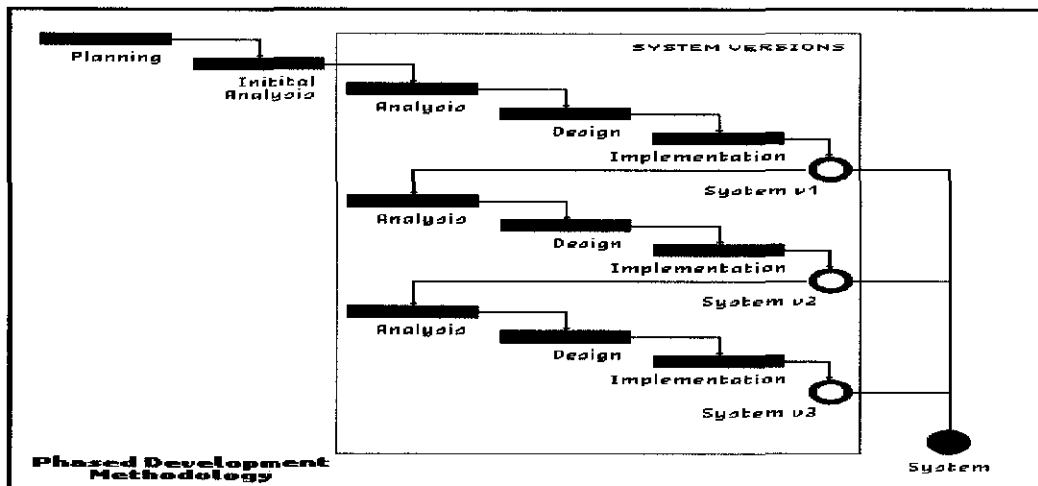 SYSTEM VERSIONS
Planning
Initital
Analysis
Analysis
Design
Implementation
System v1
Analysis
Design
Implementation
System v2
Analysis
Design
Implementation
System v3
Phased Development
Methodology
System